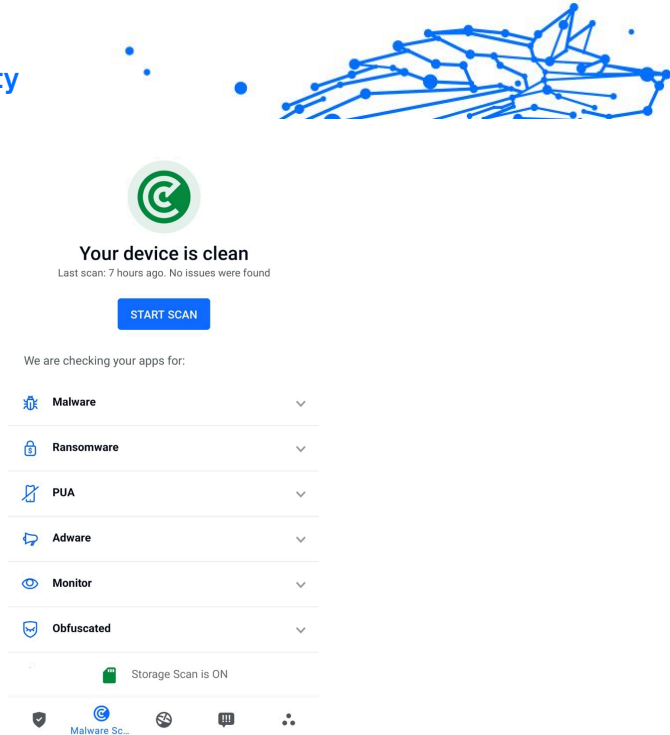 ty
Your device is clean
Last scan: 7 hours ago. No issues were found
START SCAN
We are checking your apps for:
Malware
Ransomware
PUA
Adware
Monitor
Obfuscated
Storage Scan is ON
Malware Sc...